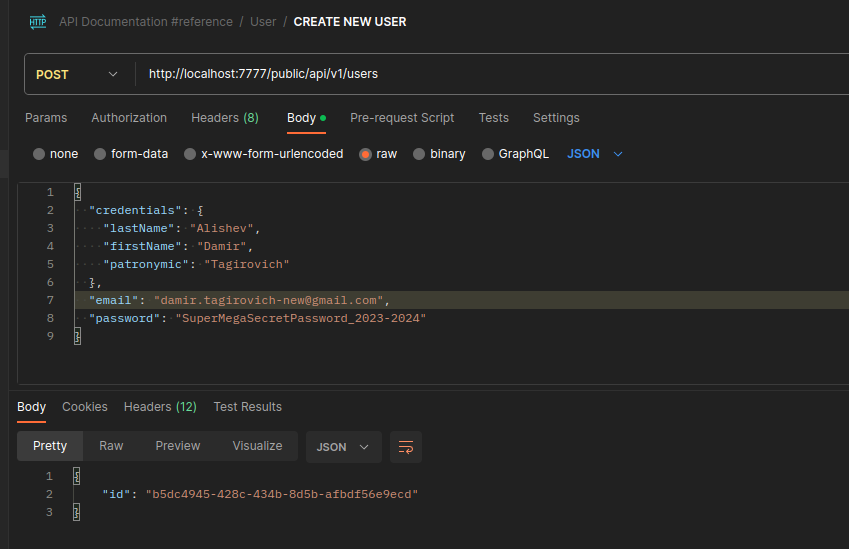 HTTP API Documentation #reference / User / CREATE NEW USER
POST http://localhost:7777/public/api/v1/users
Params Authorization Headers (8) Body Pre-request Script Tests Settings
none form-data x-www-form-urlencoded raw binary GraphQL JSON
1 {
2 "credentials": {
3 "lastName": "Alishev",
4 "firstName": "Damir",
5 "patronymic": "Tagirovich"
6 },
7 "email": "damir.tagirovich-new@gmail.com",
8 "password": "SuperMegaSecretPassword_2023-2024"
9 }
Body Cookies Headers (12) Test Results
Pretty Raw Preview Visualize JSON
1 {
2 "id": "b5dc4945-428c-434b-8d5b-afbdf56e9ecd"
3 }